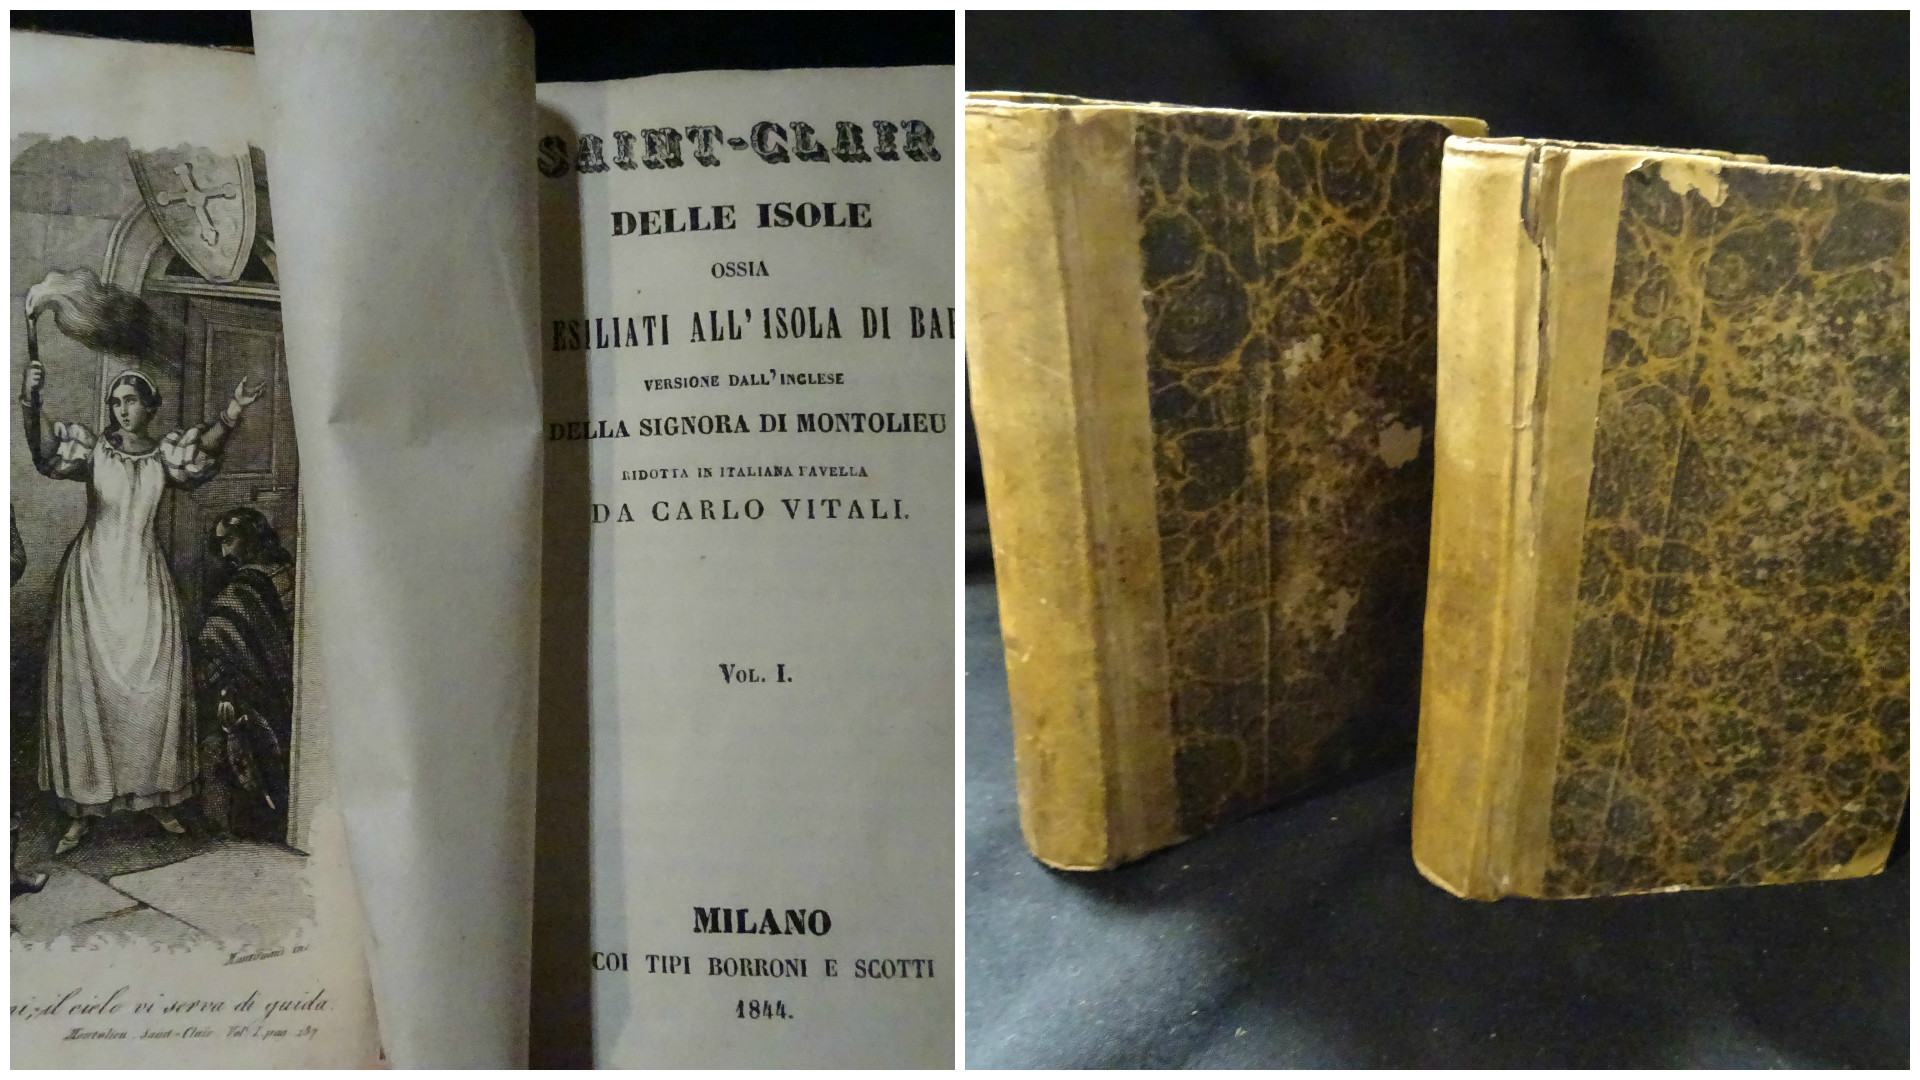 SAINT-CLAIR
DELLE ISOLE
OSSIA
ESILIATI ALL' ISOLA DI BAR
VERSIONE DALL' INGLESE
DELLA SIGNORA DI MONTOLIEU
RIDOTTA IN ITALIANA FAVELLA
DA CARLO VITALI.
VOL. I.
MILANO
COI TIPI BORRONI E SCOTTI
1844.
il cielo vi serva di guida.
Montolieu. Saint-Clair Vol. I. pag. 187